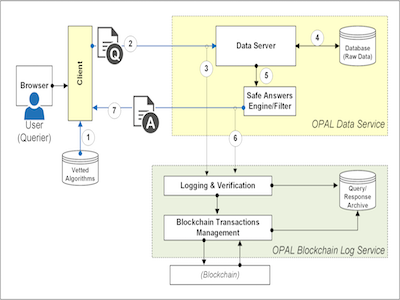 2
Q
Data Server
4
Database
(Raw Data)
Client
Browser
3
5
7
A
Safe Answers
Engine/Filter
User
(Querier)
1
6
OPAL Data Service
Vetted
Algorithms
Logging & Verification
Query/
Response
Archive
Blockchain Transactions
Management
OPAL Blockchain Log Service
(Blockchain)